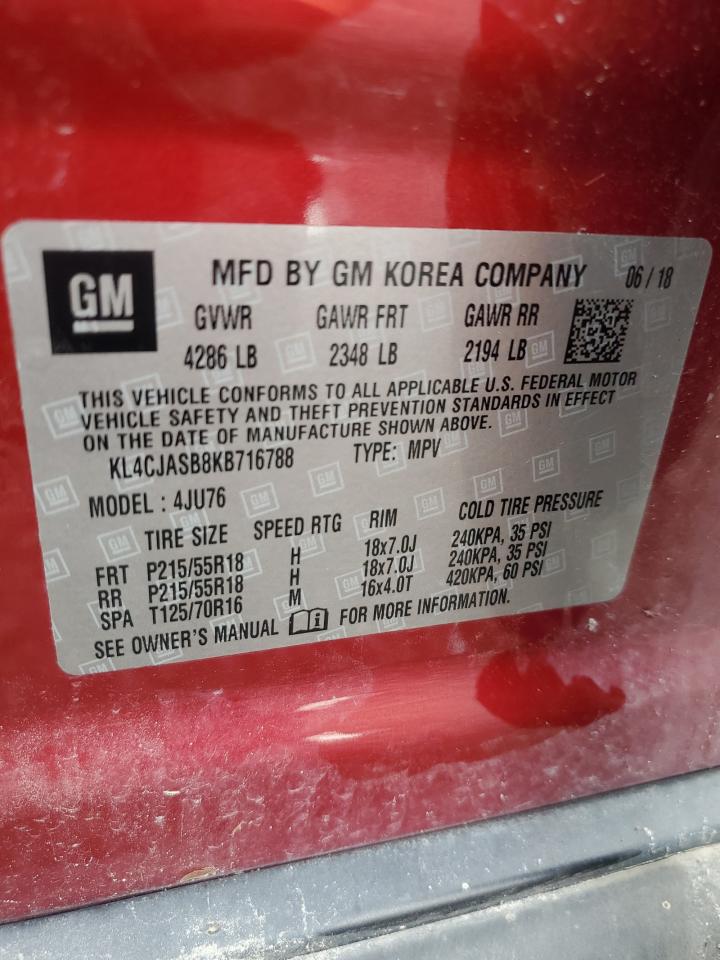 GM MFD BY GM KOREA COMPANY 06/18
GVWR GAWR FRT GAWR RR
4286 LB 2348 LB 2194 LB
THIS VEHICLE CONFORMS TO ALL APPLICABLE U.S. FEDERAL MOTOR
VEHICLE SAFETY AND THEFT PREVENTION STANDARDS IN EFFECT
ON THE DATE OF MANUFACTURE SHOWN ABOVE.
KL4CJASB8KB716788 TYPE: MPV
MODEL : 4JU76
TIRE SIZE SPEED RTG RIM COLD TIRE PRESSURE
FRT P215/55R18 H 18x7.0J 240KPA, 35 PSI
RR P215/55R18 H 18x7.0J 240KPA, 35 PSI
SPA T125/70R16 M 16x4.0T 420KPA, 60 PSI
SEE OWNER'S MANUAL i FOR MORE INFORMATION.